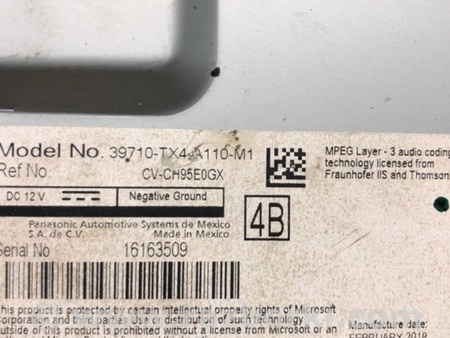 Model No. 39710-TX4-A110-M1
Ref No CV-CH95E0GX
DC 12 V Negative Ground
4B
Panasonic Automotive Systems de Mexico
S.A. de C.V. Made in Mexico
Serial No 16163509
This product is protected by certain intellectual property rights of Microsoft
Corporation and third parties Use or distribution of such technology
outside of this product is prohibited without a license from Microsoft or an
MPEG Layer - 3 audio coding
technology licensed from
Fraunhofer IIS and Thomson
Manufacture date:
FEBRUARY 2018